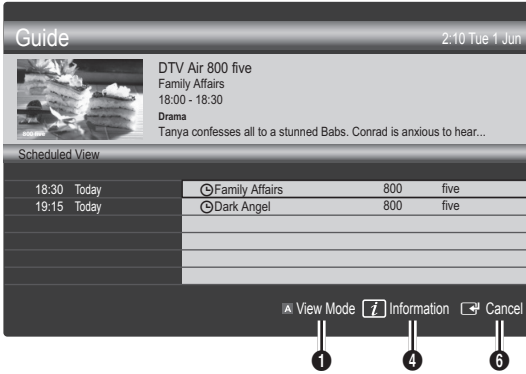 Guide 2:10 Tue 1 Jun
DTV Air 800 five
Family Affairs
18:00 - 18:30
Drama
Tanya confesses all to a stunned Babs. Conrad is anxious to hear...
800 five
Scheduled View
18:30 Today Family Affairs 800 five
19:15 Today Dark Angel 800 five
A View Mode i Information Cancel
1 4 6